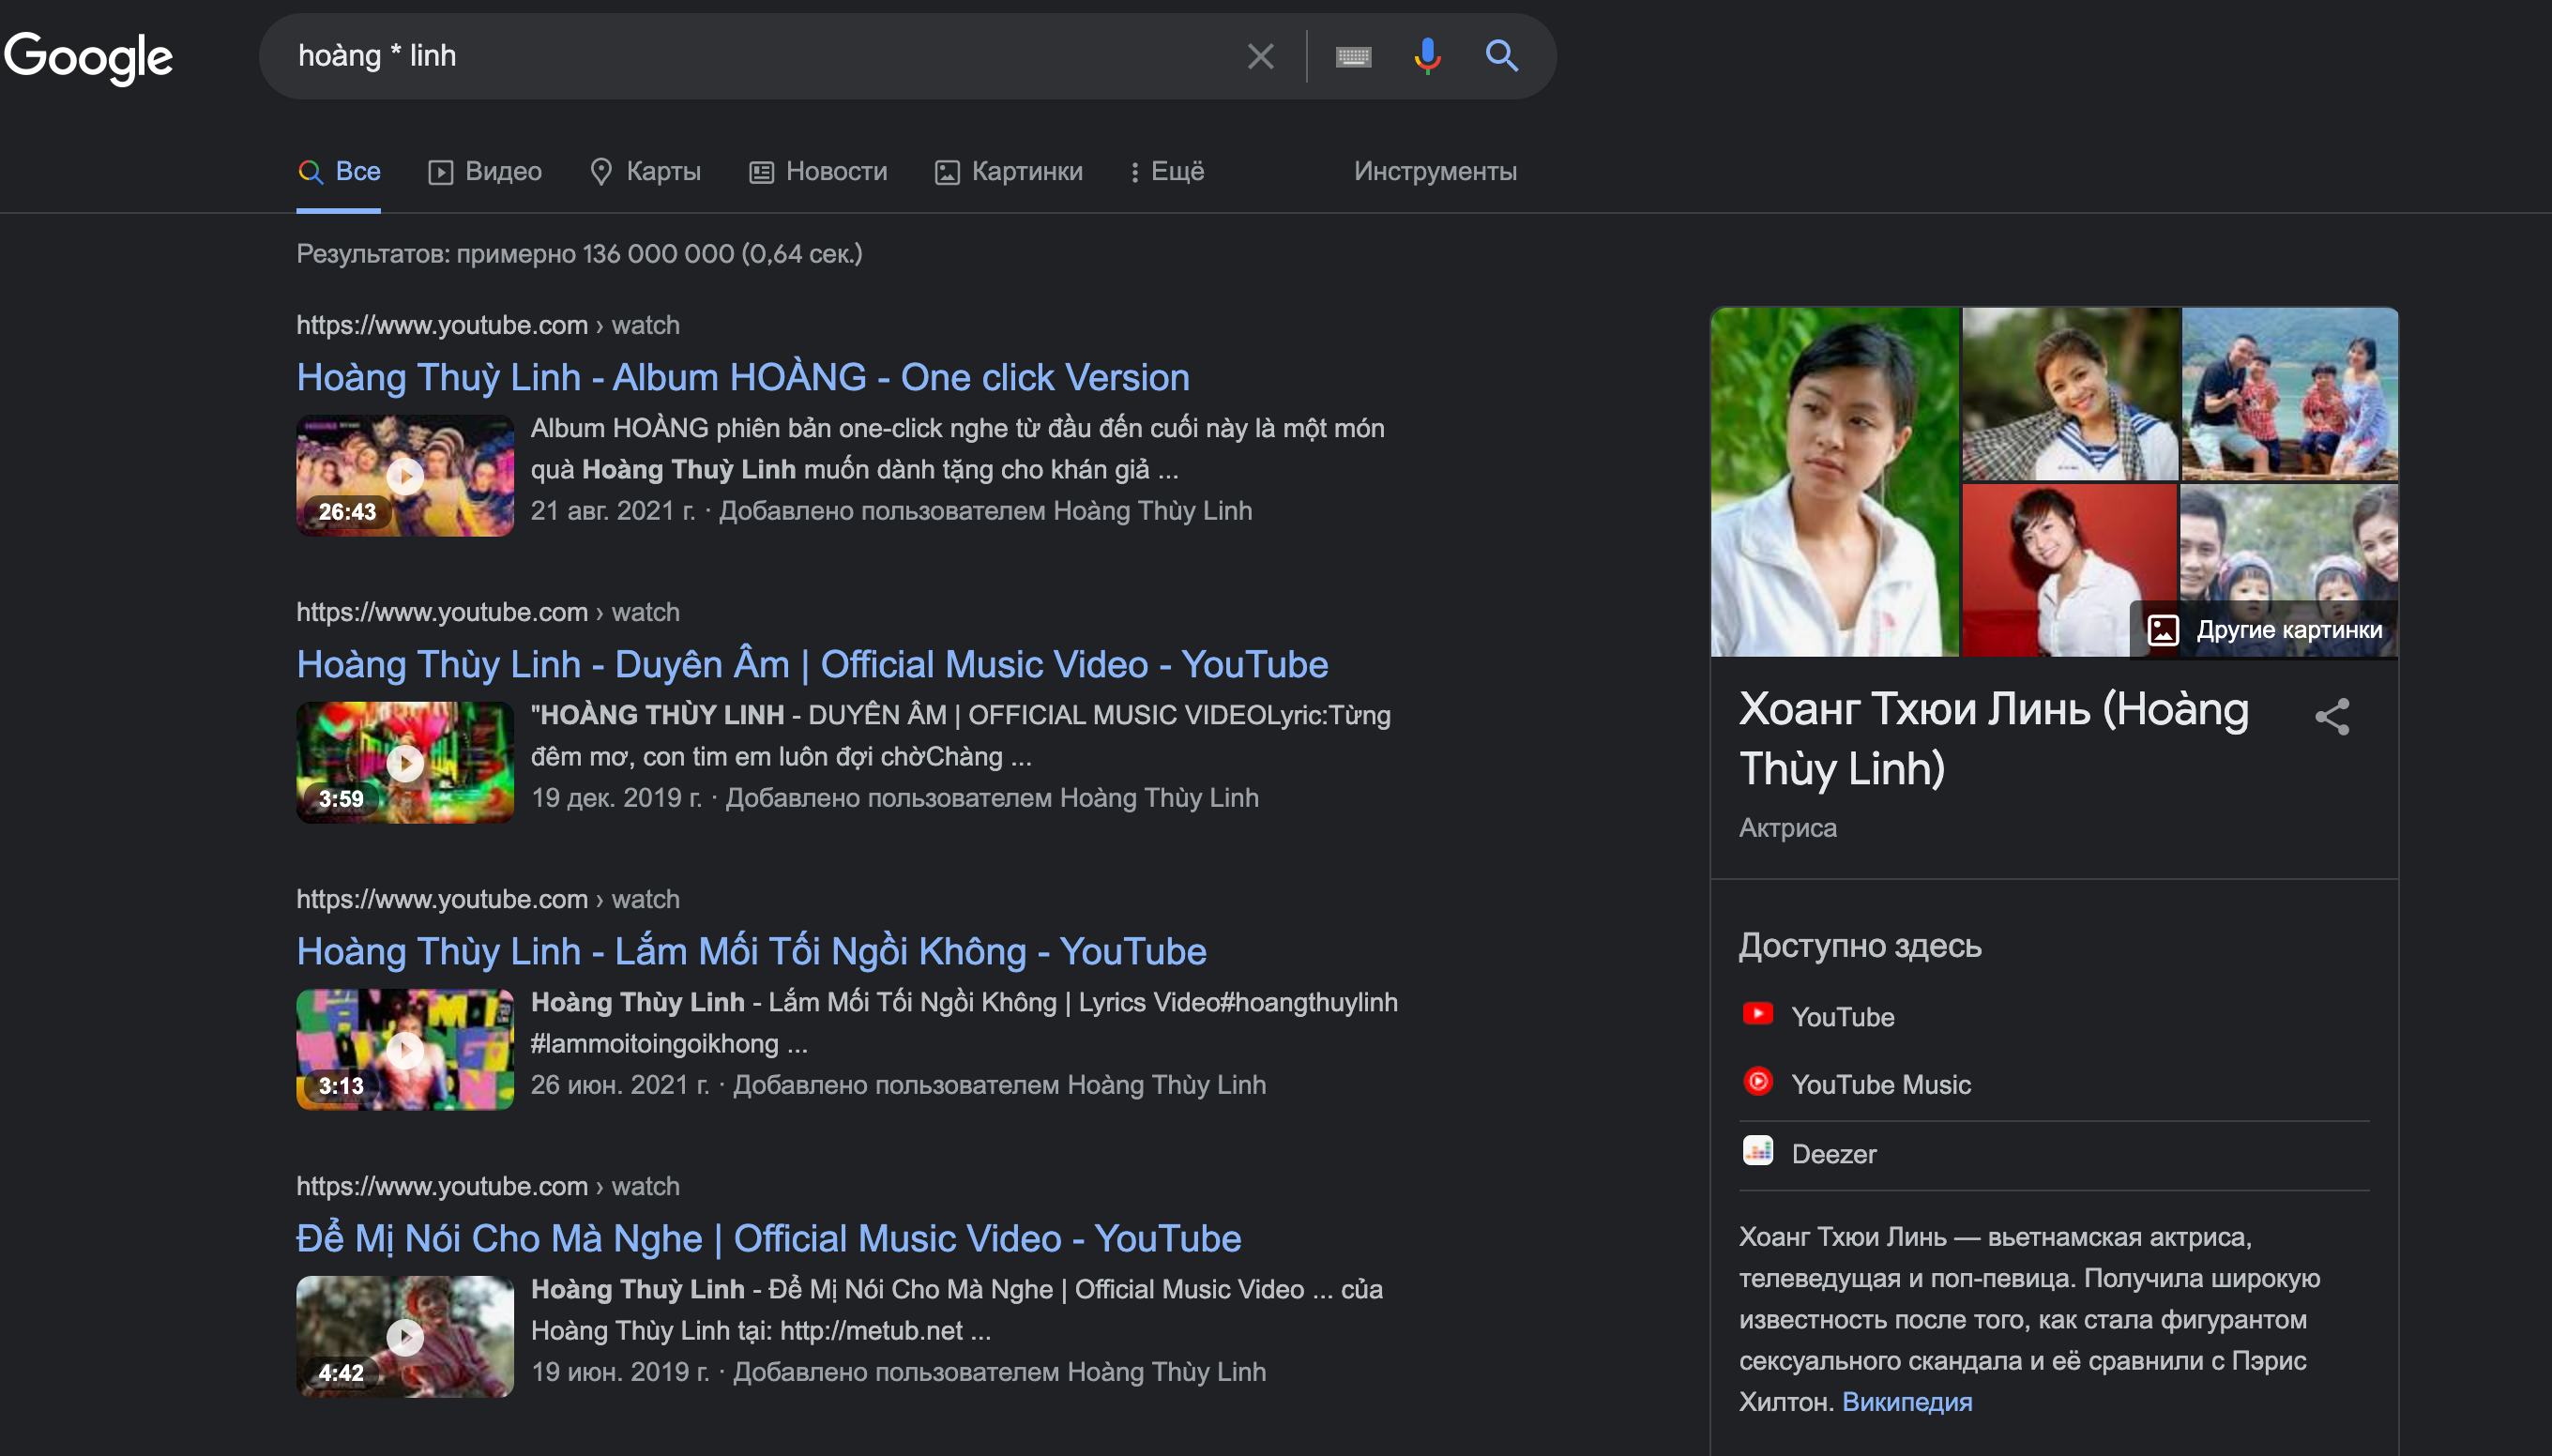 Google
hoàng * linh
Все
Видео
Карты
Новости
Картинки
Ещё
Инструменты
Результатов: примерно 136 000 000 (0,64 сек.)
https://www.youtube.com › watch
Hoàng Thuỳ Linh - Album HOÀNG - One click Version
26:43
Album HOÀNG phiên bản one-click nghe từ đầu đến cuối này là một món
quà Hoàng Thuỳ Linh muốn dành tặng cho khán giả ...
21 авг. 2021 г. · Добавлено пользователем Hoàng Thùy Linh
https://www.youtube.com › watch
Hoàng Thùy Linh - Duyên Âm | Official Music Video - YouTube
3:59
"HOÀNG THÙY LINH - DUYÊN ÂM | OFFICIAL MUSIC VIDEOLyric:Từng
đêm mơ, con tim em luôn đợi chờChàng ...
19 дек. 2019 г. · Добавлено пользователем Hoàng Thùy Linh
https://www.youtube.com › watch
Hoàng Thùy Linh - Lắm Mối Tối Ngồi Không - YouTube
3:13
Hoàng Thùy Linh - Lắm Mối Tối Ngồi Không | Lyrics Video#hoangthuylinh
#lammoitoingoikhong ...
26 июн. 2021 г. · Добавлено пользователем Hoàng Thùy Linh
https://www.youtube.com › watch
Để Mị Nói Cho Mà Nghe | Official Music Video - YouTube
4:42
Hoàng Thuỳ Linh - Để Mị Nói Cho Mà Nghe | Official Music Video ... của
Hoàng Thùy Linh tại: http://metub.net ...
19 июн. 2019 г. · Добавлено пользователем Hoàng Thùy Linh
Другие картинки
Хоанг Тхюи Линь (Hoàng
Thùy Linh)
Актриса
Доступно здесь
YouTube
YouTube Music
Deezer
Хоанг Тхюи Линь — вьетнамская актриса,
телеведущая и поп-певица. Получила широкую
известность после того, как стала фигурантом
сексуального скандала и её сравнили с Пэрис
Хилтон. Википедия